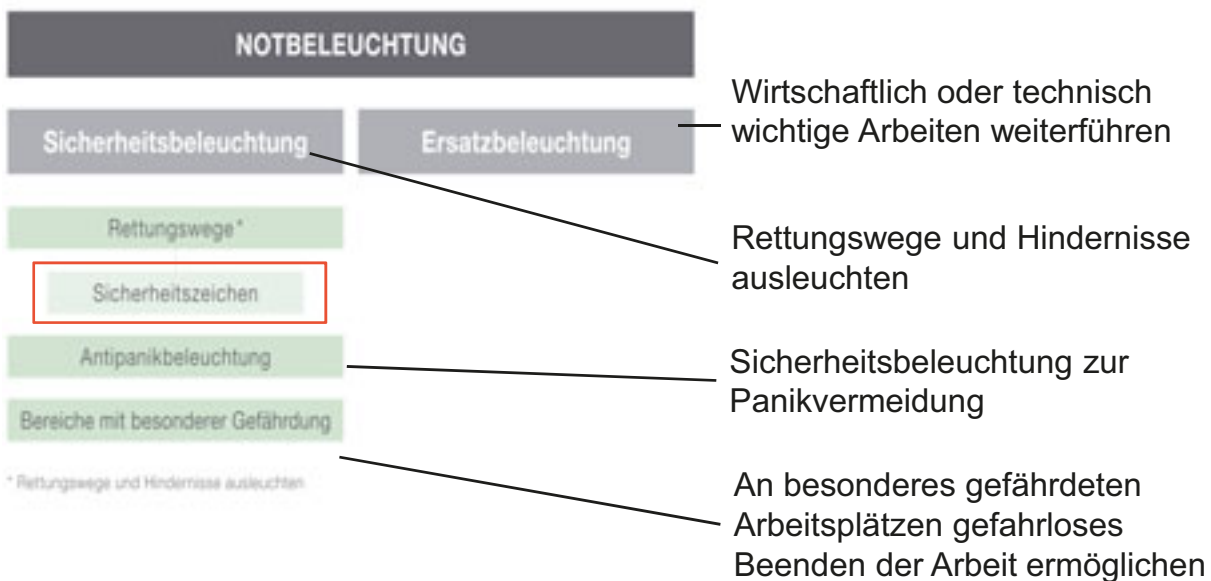 NOTBELEUCHTUNG
Sicherheitsbeleuchtung
Ersatzbeleuchtung
Wirtschaftlich oder technisch
wichtige Arbeiten weiterführen
Rettungswege*
Rettungswege und Hindernisse
ausleuchten
Sicherheitszeichen
Antipanikbeleuchtung
Sicherheitsbeleuchtung zur
Panikvermeidung
Bereiche mit besonderer Gefährdung
* Rettungswege und Hindernisse ausleuchten
An besonderes gefährdeten
Arbeitsplätzen gefahrloses
Beenden der Arbeit ermöglichen